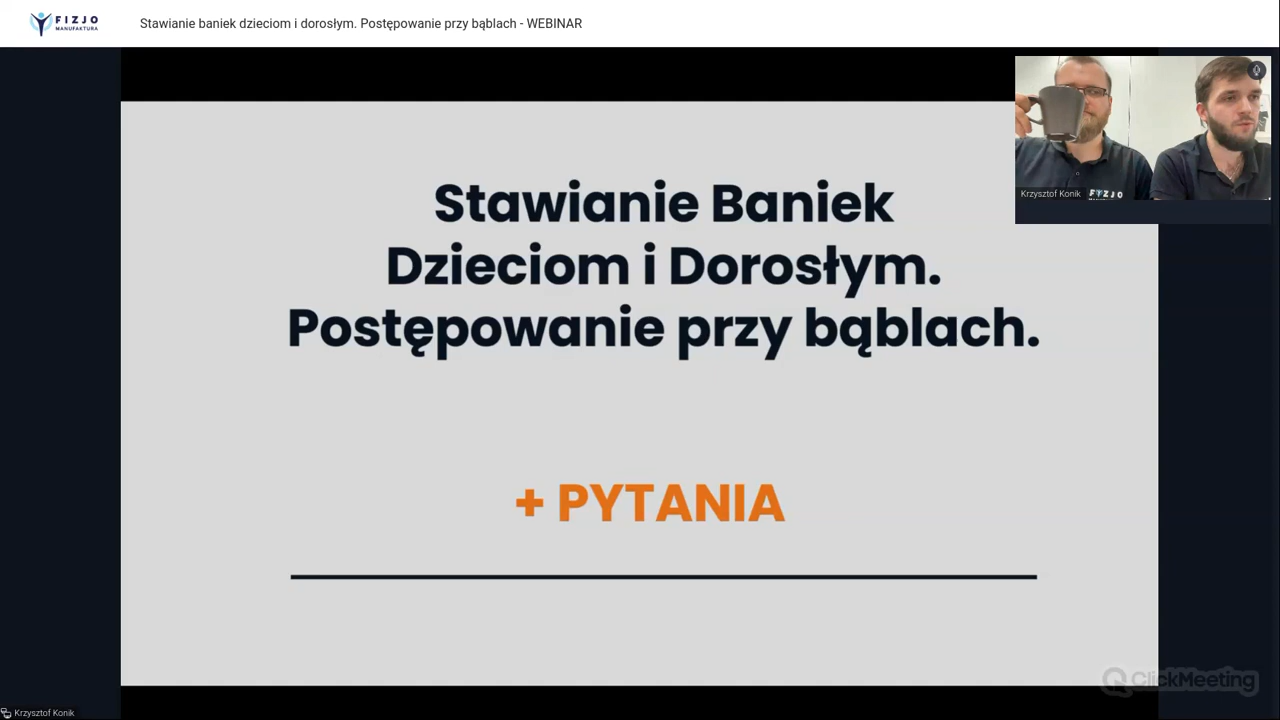 FIZJO
MANUFAKTURA
Stawianie baniek dzieciom i dorosłym. Postępowanie przy bąblach - WEBINAR
Krzysztof Konik
FIZJO
Stawianie Baniek
Dzieciom i Dorosłym.
Postępowanie przy bąblach.
+ PYTANIA
ClickMeeting
Krzysztof Konik